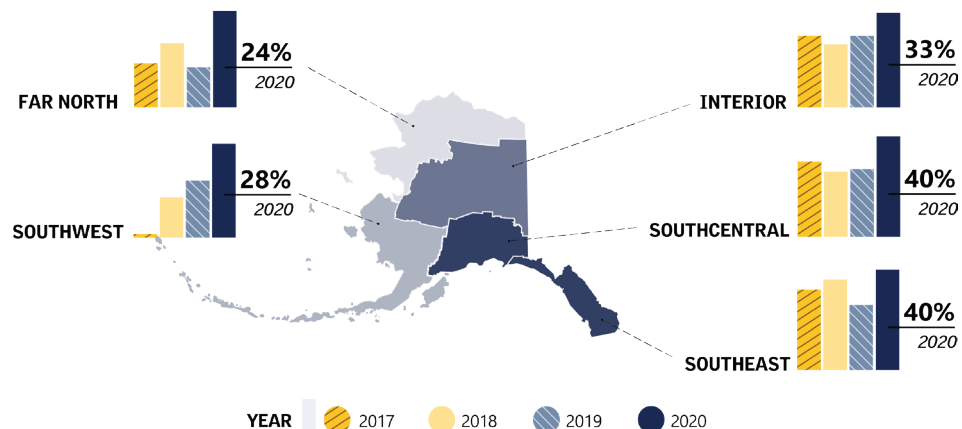 24%
2020
FAR NORTH
28%
2020
SOUTHWEST
33%
2020
INTERIOR
40%
2020
SOUTHCENTRAL
40%
2020
SOUTHEAST
YEAR 2017 2018 2019 2020